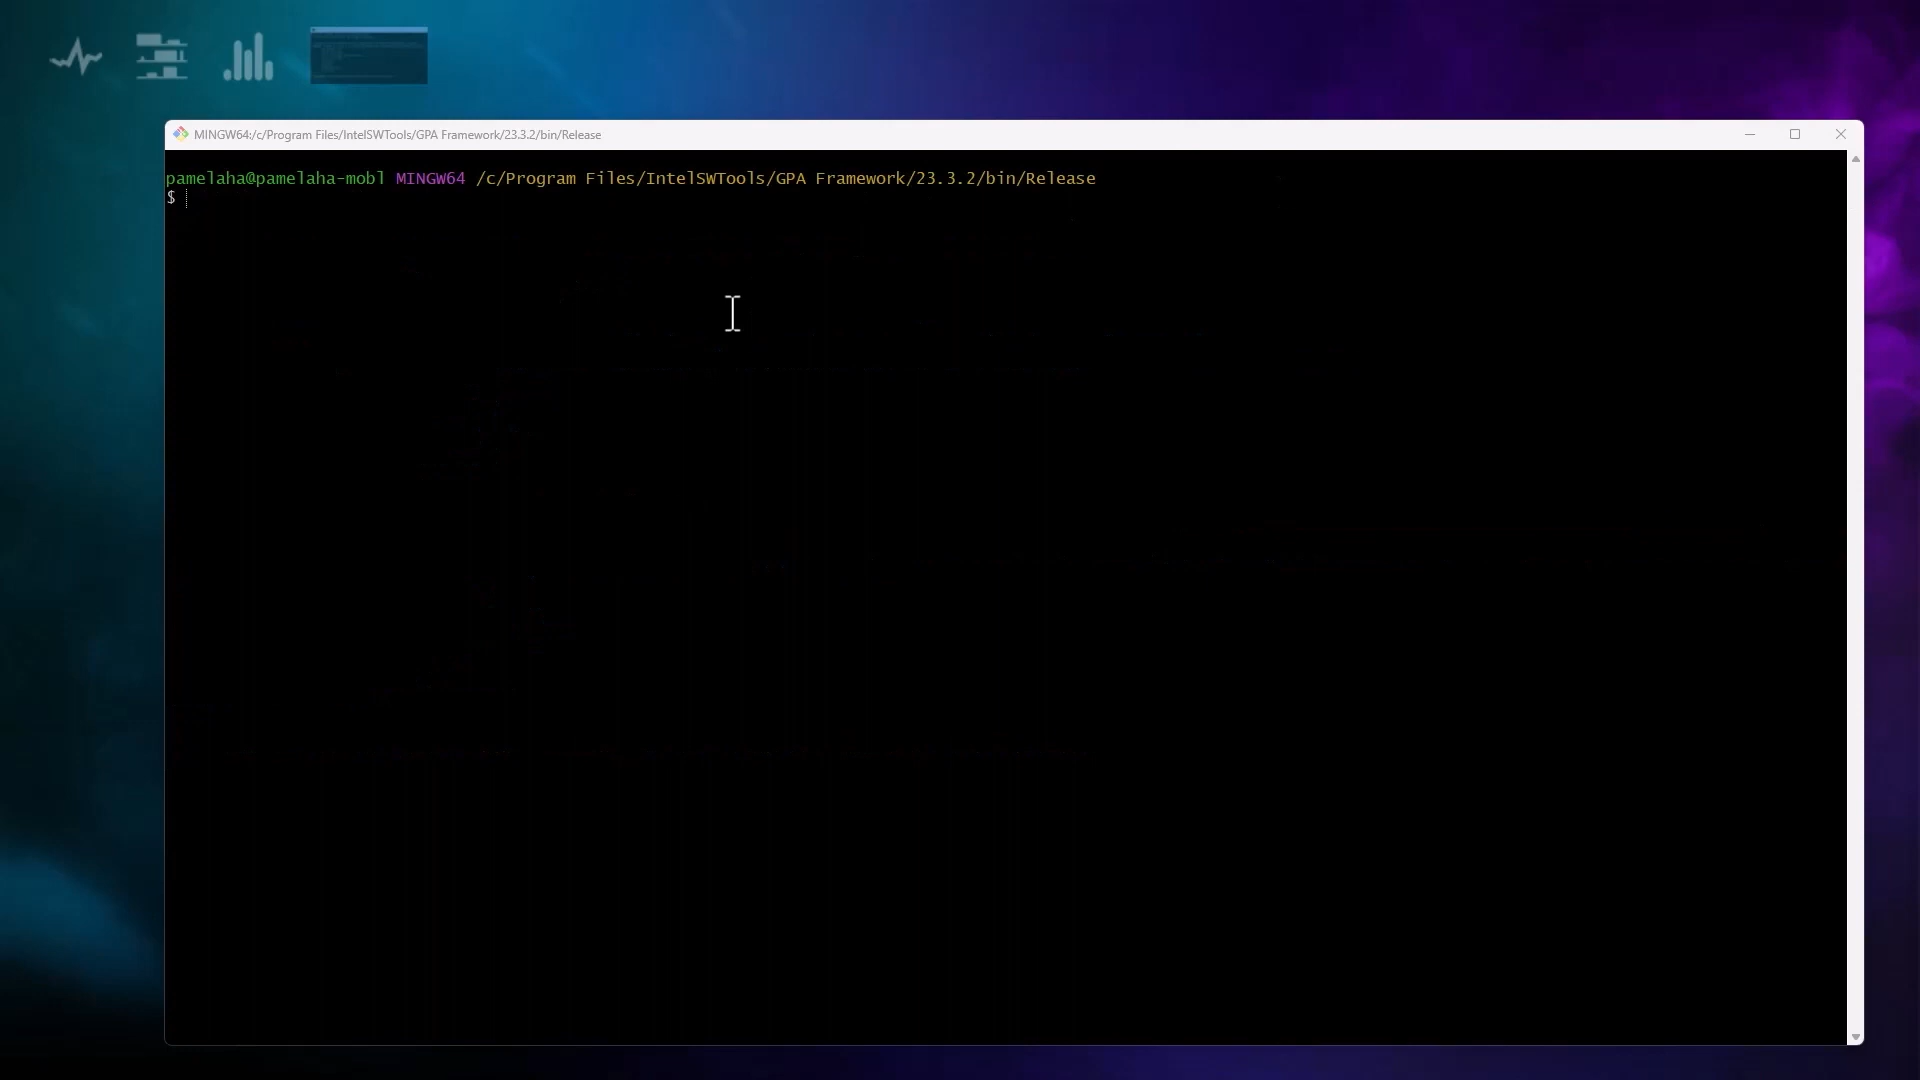 MINGW64:/c/Program Files/IntelSWTools/GPA Framework/23.3.2/bin/Release
pamelaha@pamelaha-mobl MINGW64 /c/Program Files/IntelSWTools/GPA Framework/23.3.2/bin/Release
$